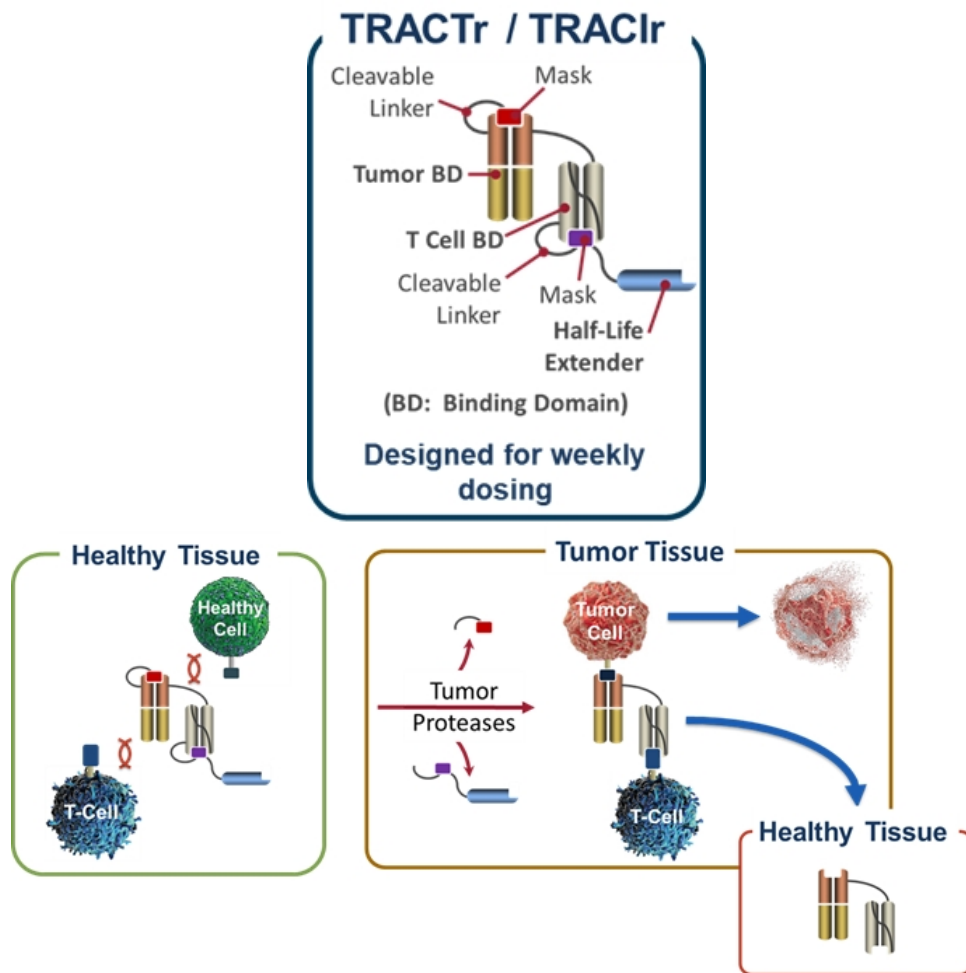 TRACTr / TRACIr
Cleavable
Linker
Mask
Tumor BD
T Cell BD
Cleavable
Linker
Mask
Half-Life
Extender
(BD: Binding Domain)
Designed for weekly
dosing
Healthy Tissue
Healthy
Cell
T-Cell
Tumor Tissue
Tumor
Cell
Tumor
Proteases
T-Cell
Healthy Tissue